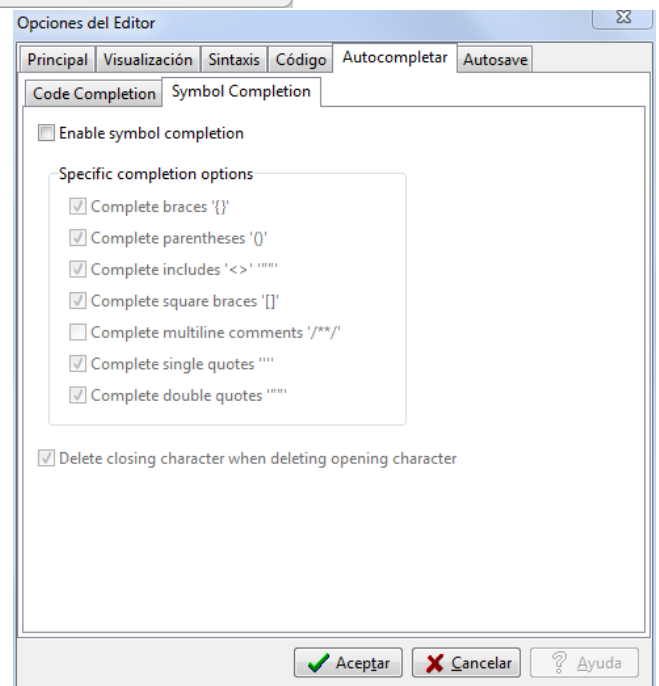 Opciones del Editor
Principal Visualización Sintaxis Código Autocompletar Autosave
Code Completion Symbol Completion
Enable symbol completion
Specific completion options
Complete braces '{}'
Complete parentheses '()'
Complete includes '<>' '""'
Complete square braces '[]'
Complete multiline comments '/**/'
Complete single quotes ''''
Complete double quotes '""'
Delete closing character when deleting opening character
Aceptar Cancelar Ayuda